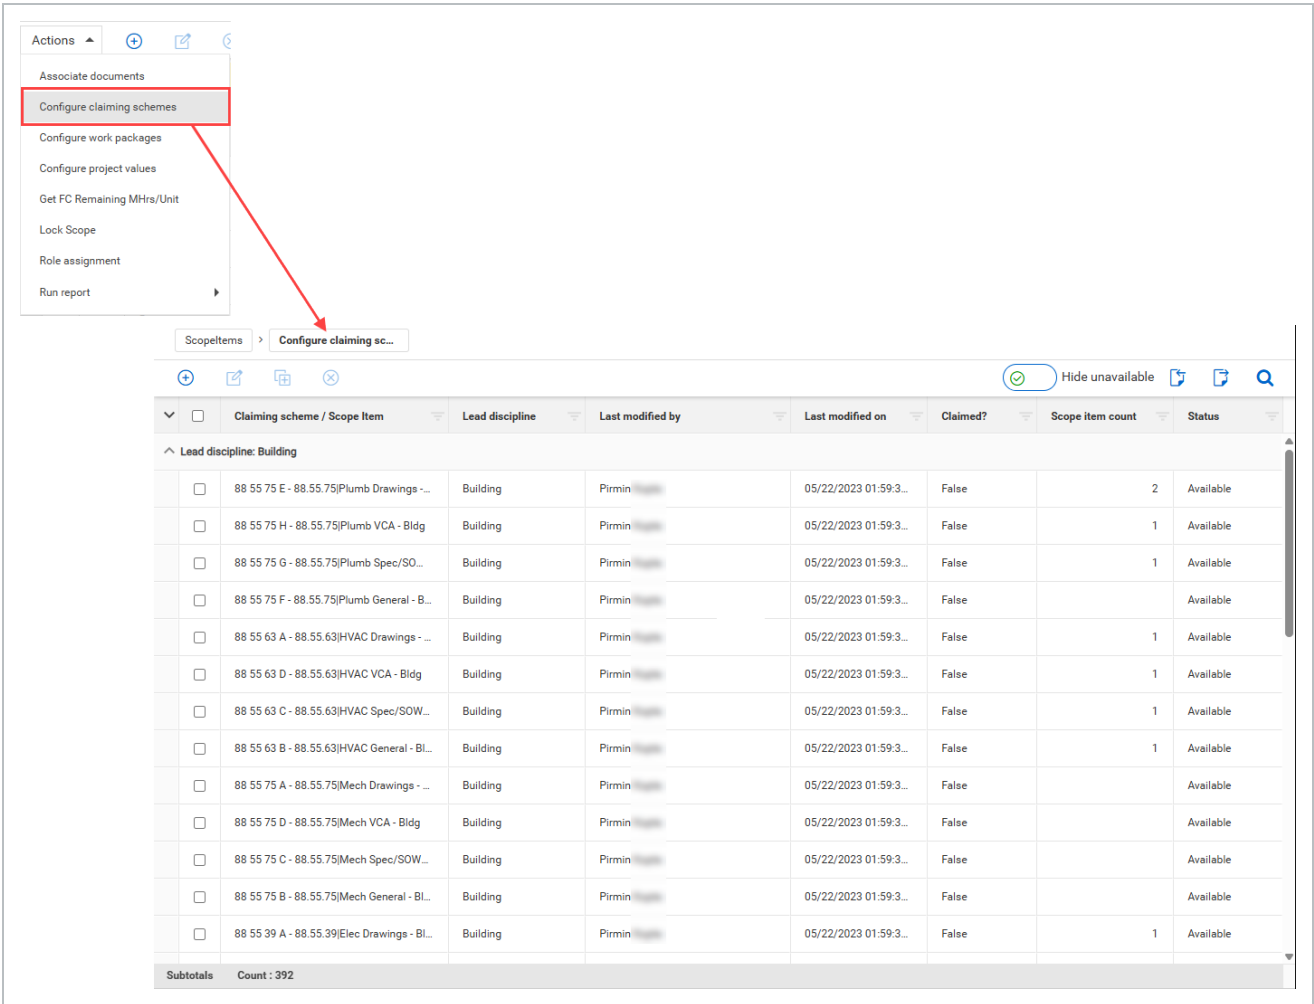 Actions
Associate documents
Configure claiming schemes
Configure work packages
Configure project values
Get FC Remaining MHrs/Unit
Lock Scope
Role assignment
Run report
ScopeItems > Configure claiming sc...
Hide unavailable
Claiming scheme / Scope Item Lead discipline Last modified by Last modified on Claimed? Scope item count Status
Lead discipline: Building
88 55 75 E - 88.55.75|Plumb Drawings -... Building Pirmin 05/22/2023 01:59:3... False 2 Available
88 55 75 H - 88.55.75|Plumb VCA - Bldg Building Pirmin 05/22/2023 01:59:3... False 1 Available
88 55 75 G - 88.55.75|Plumb Spec/SO... Building Pirmin 05/22/2023 01:59:3... False 1 Available
88 55 75 F - 88.55.75|Plumb General - B... Building Pirmin 05/22/2023 01:59:3... False Available
88 55 63 A - 88.55.63|HVAC Drawings - ... Building Pirmin 05/22/2023 01:59:3... False 1 Available
88 55 63 D - 88.55.63|HVAC VCA - Bldg Building Pirmin 05/22/2023 01:59:3... False 1 Available
88 55 63 C - 88.55.63|HVAC Spec/SOW... Building Pirmin 05/22/2023 01:59:3... False 1 Available
88 55 63 B - 88.55.63|HVAC General - Bl... Building Pirmin 05/22/2023 01:59:3... False 1 Available
88 55 75 A - 88.55.75|Mech Drawings - ... Building Pirmin 05/22/2023 01:59:3... False Available
88 55 75 D - 88.55.75|Mech VCA - Bldg Building Pirmin 05/22/2023 01:59:3... False Available
88 55 75 C - 88.55.75|Mech Spec/SOW... Building Pirmin 05/22/2023 01:59:3... False Available
88 55 75 B - 88.55.75|Mech General - Bl... Building Pirmin 05/22/2023 01:59:3... False Available
88 55 39 A - 88.55.39|Elec Drawings - Bl... Building Pirmin 05/22/2023 01:59:3... False 1 Available
Subtotals Count : 392